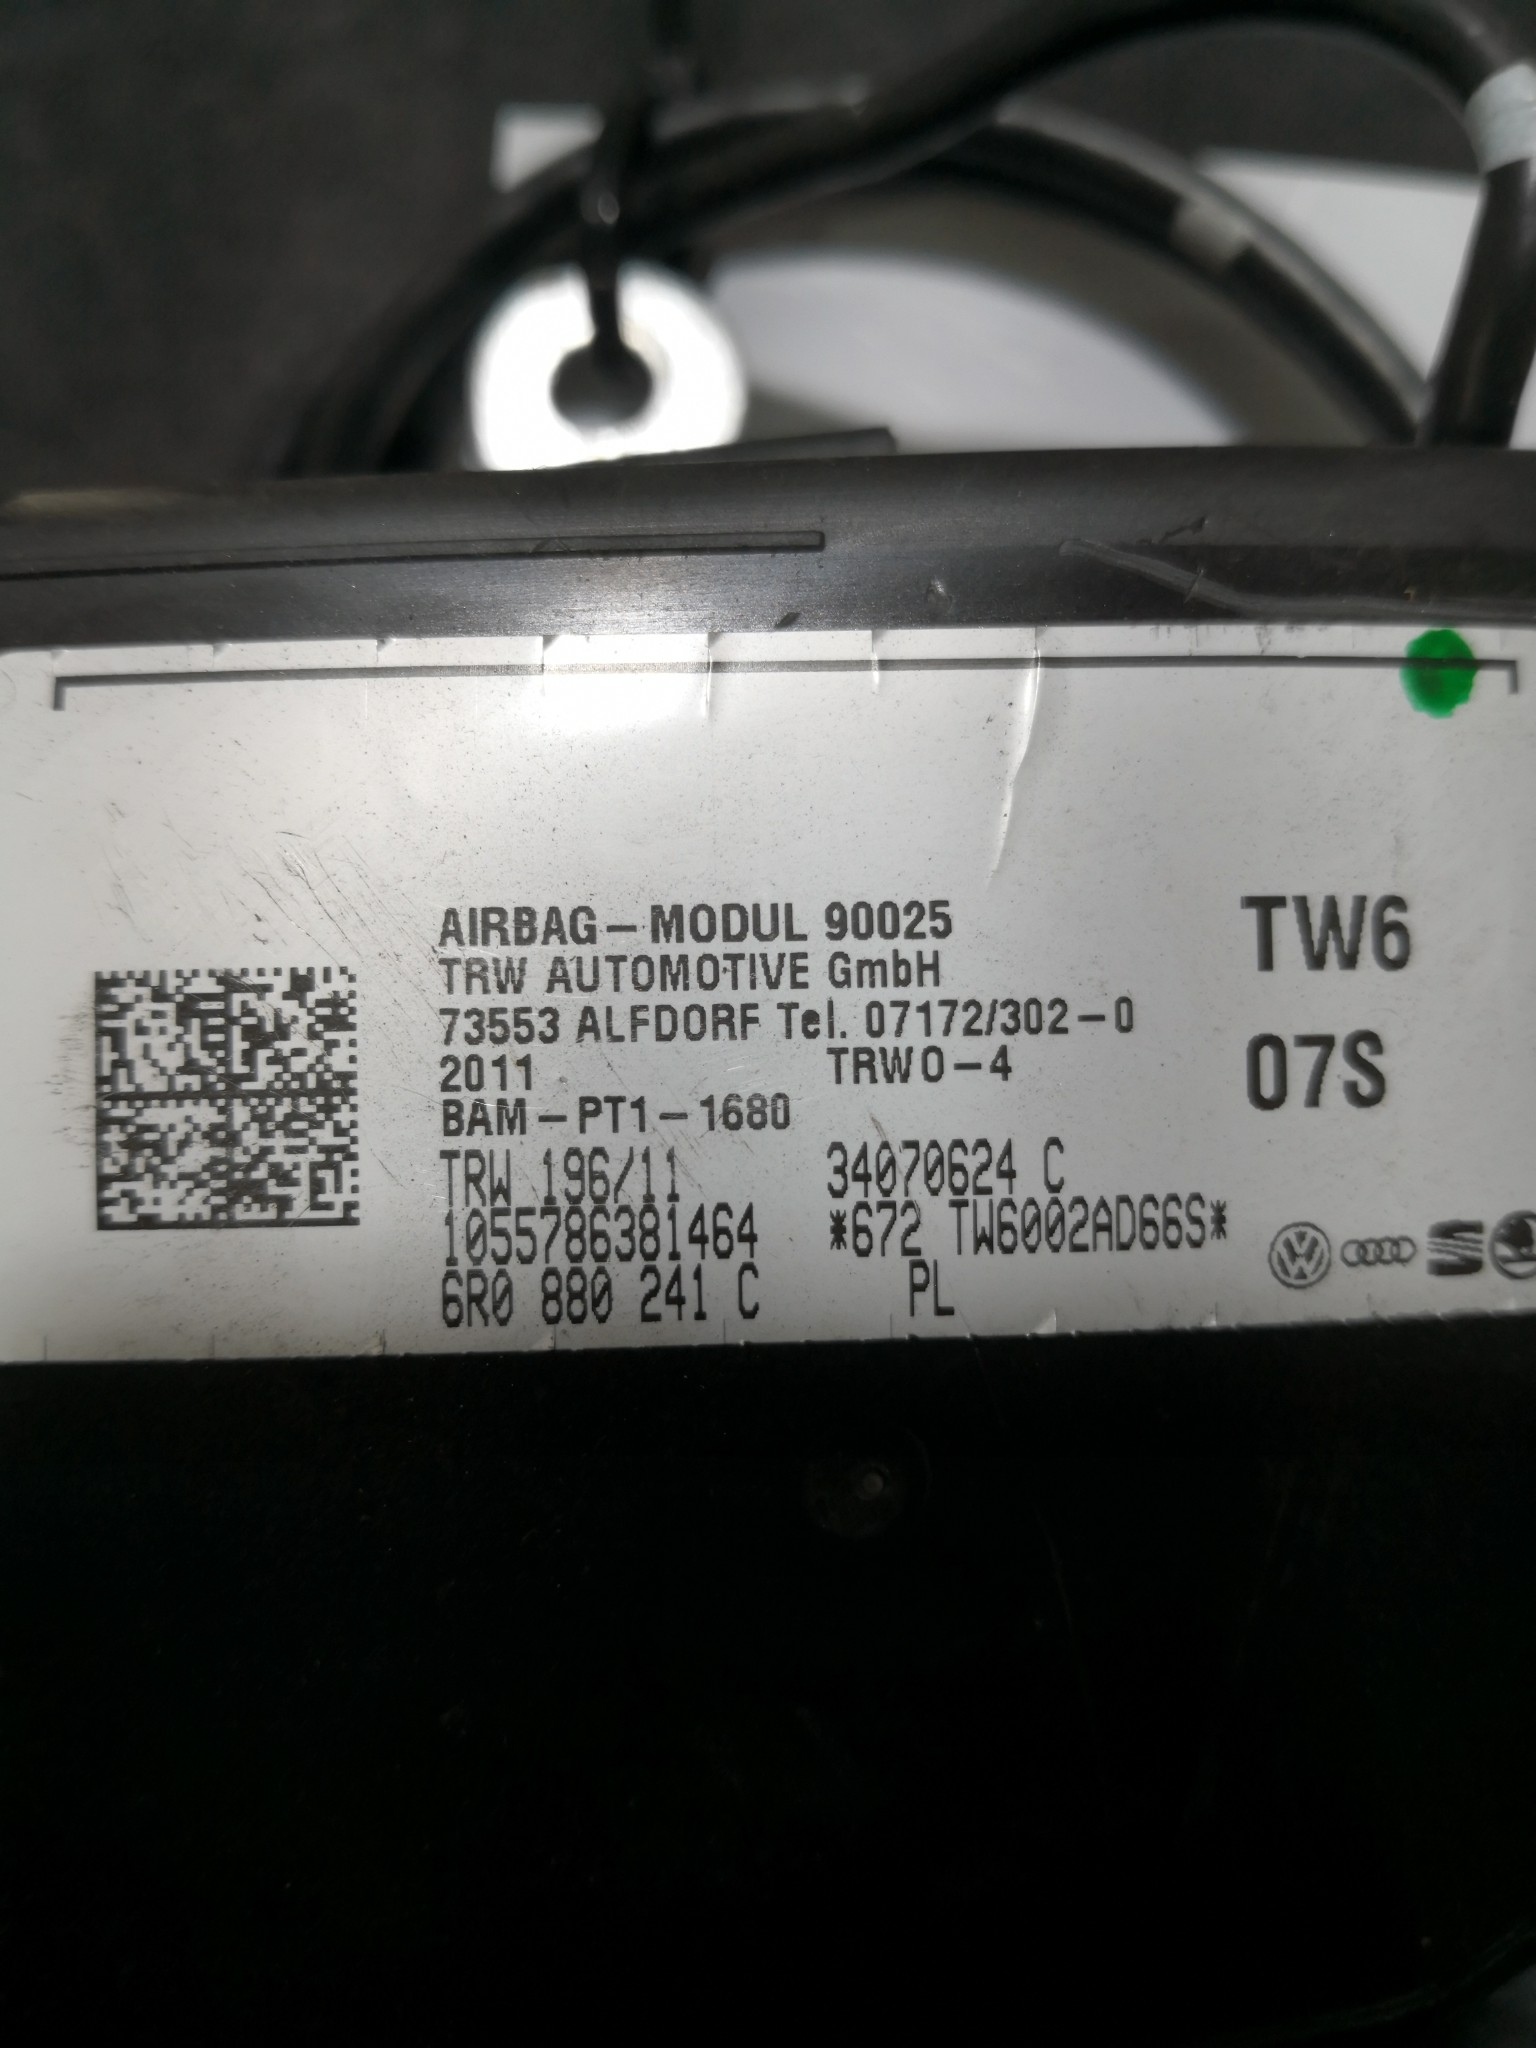 AIRBAG-MODUL 90025
TRW AUTOMOTIVE GmbH
73553 ALFDORF Tel. 07172/302-0
2011 TRW0-4
BAM-PT1-1680
TRW 196/11 34070624 C
1055786381464 *672 TW6002AD66S*
6R0 880 241 C PL
TW6
07S